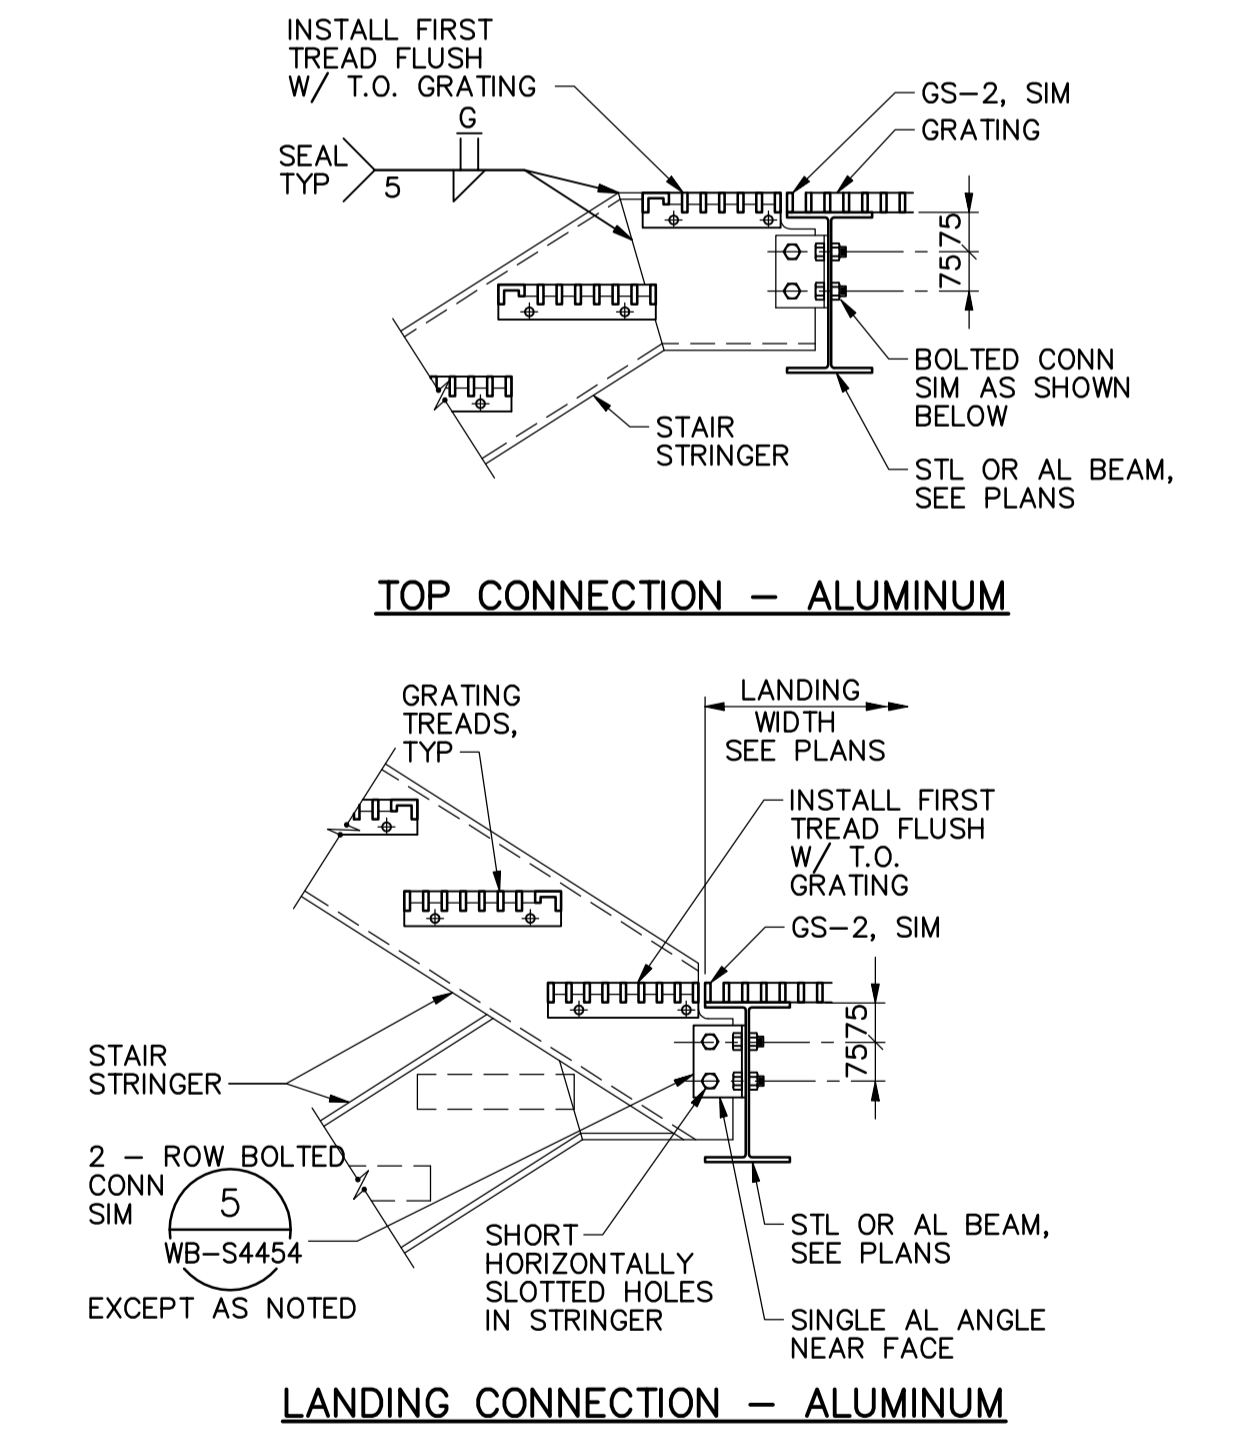 INSTALL FIRST
TREAD FLUSH
W/ T.O. GRATING
G
SEAL
TYP
5
GS-2, SIM
GRATING
75
75
BOLTED CONN
SIM AS SHOWN
BELOW
STAIR
STRINGER
STL OR AL BEAM,
SEE PLANS
TOP CONNECTION - ALUMINUM
GRATING
TREADS,
TYP
LANDING
WIDTH
SEE PLANS
INSTALL FIRST
TREAD FLUSH
W/ T.O.
GRATING
GS-2, SIM
75
75
STAIR
STRINGER
2 - ROW BOLTED
CONN
SIM
5
WB-S4454
EXCEPT AS NOTED
SHORT
HORIZONTALLY
SLOTTED HOLES
IN STRINGER
STL OR AL BEAM,
SEE PLANS
SINGLE AL ANGLE
NEAR FACE
LANDING CONNECTION - ALUMINUM